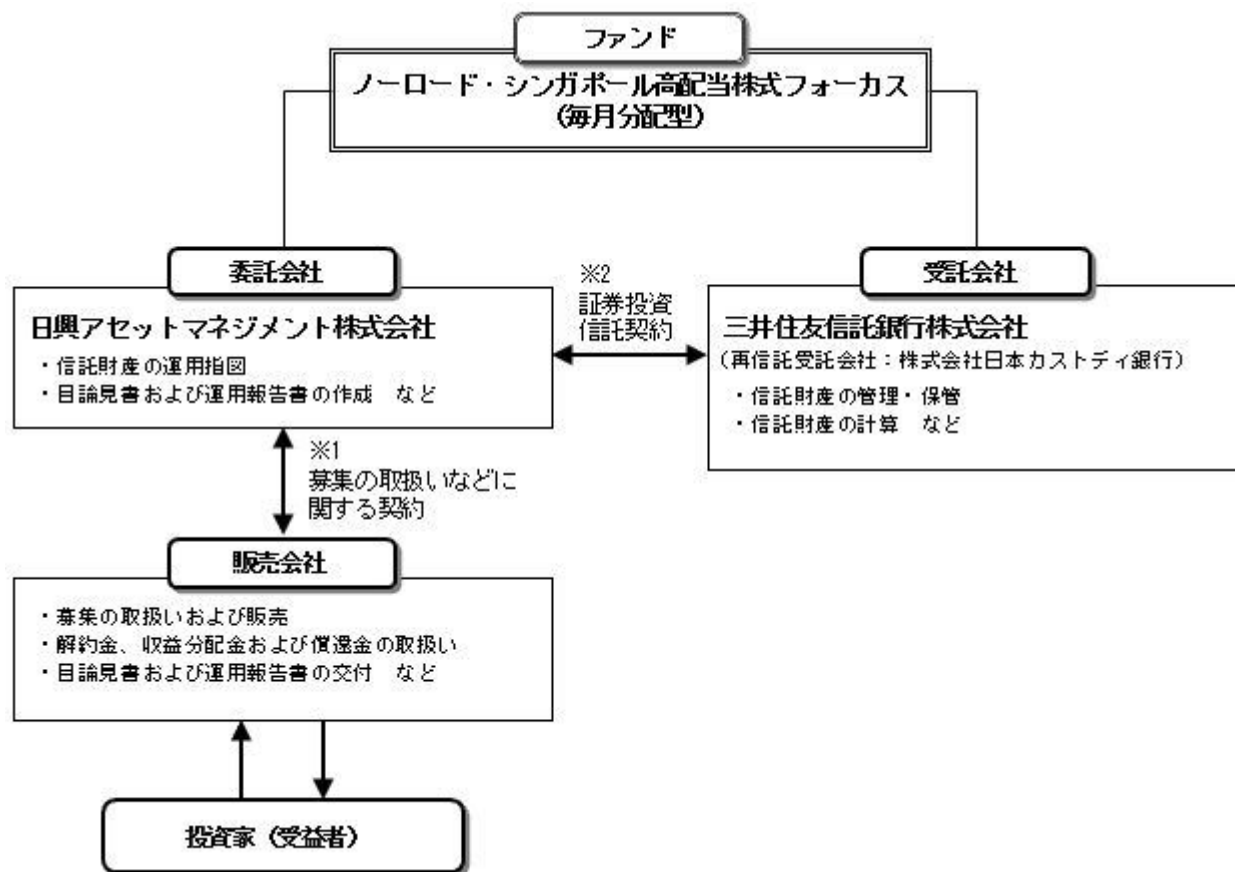 ファンド
ノーロード・シンガポール高配当株式フォーカス
(毎月分配型)
委託会社
日興アセットマネジメント株式会社
・信託財産の運用指図
・目論見書および運用報告書の作成　など
※2
証券投資
信託契約
受託会社
三井住友信託銀行株式会社
(再信託受託会社：株式会社日本カストディ銀行)
・信託財産の管理・保管
・信託財産の計算　など
※1
募集の取扱いなどに
関する契約
販売会社
・募集の取扱いおよび販売
・解約金、収益分配金および償還金の取扱い
・目論見書および運用報告書の交付　など
投資家（受益者）